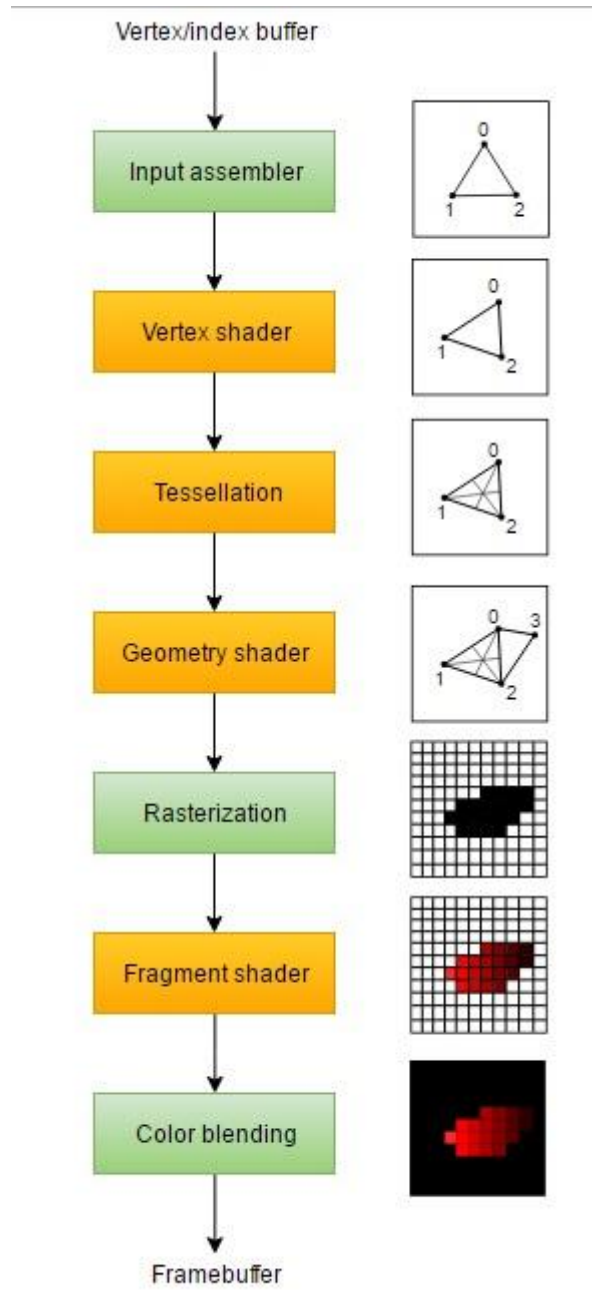 Vertex/index buffer
Input assembler
0
1 2
Vertex shader
0
1
2
Tessellation
0
1
2
Geometry shader
0 3
1
2
Rasterization
Fragment shader
Color blending
Framebuffer